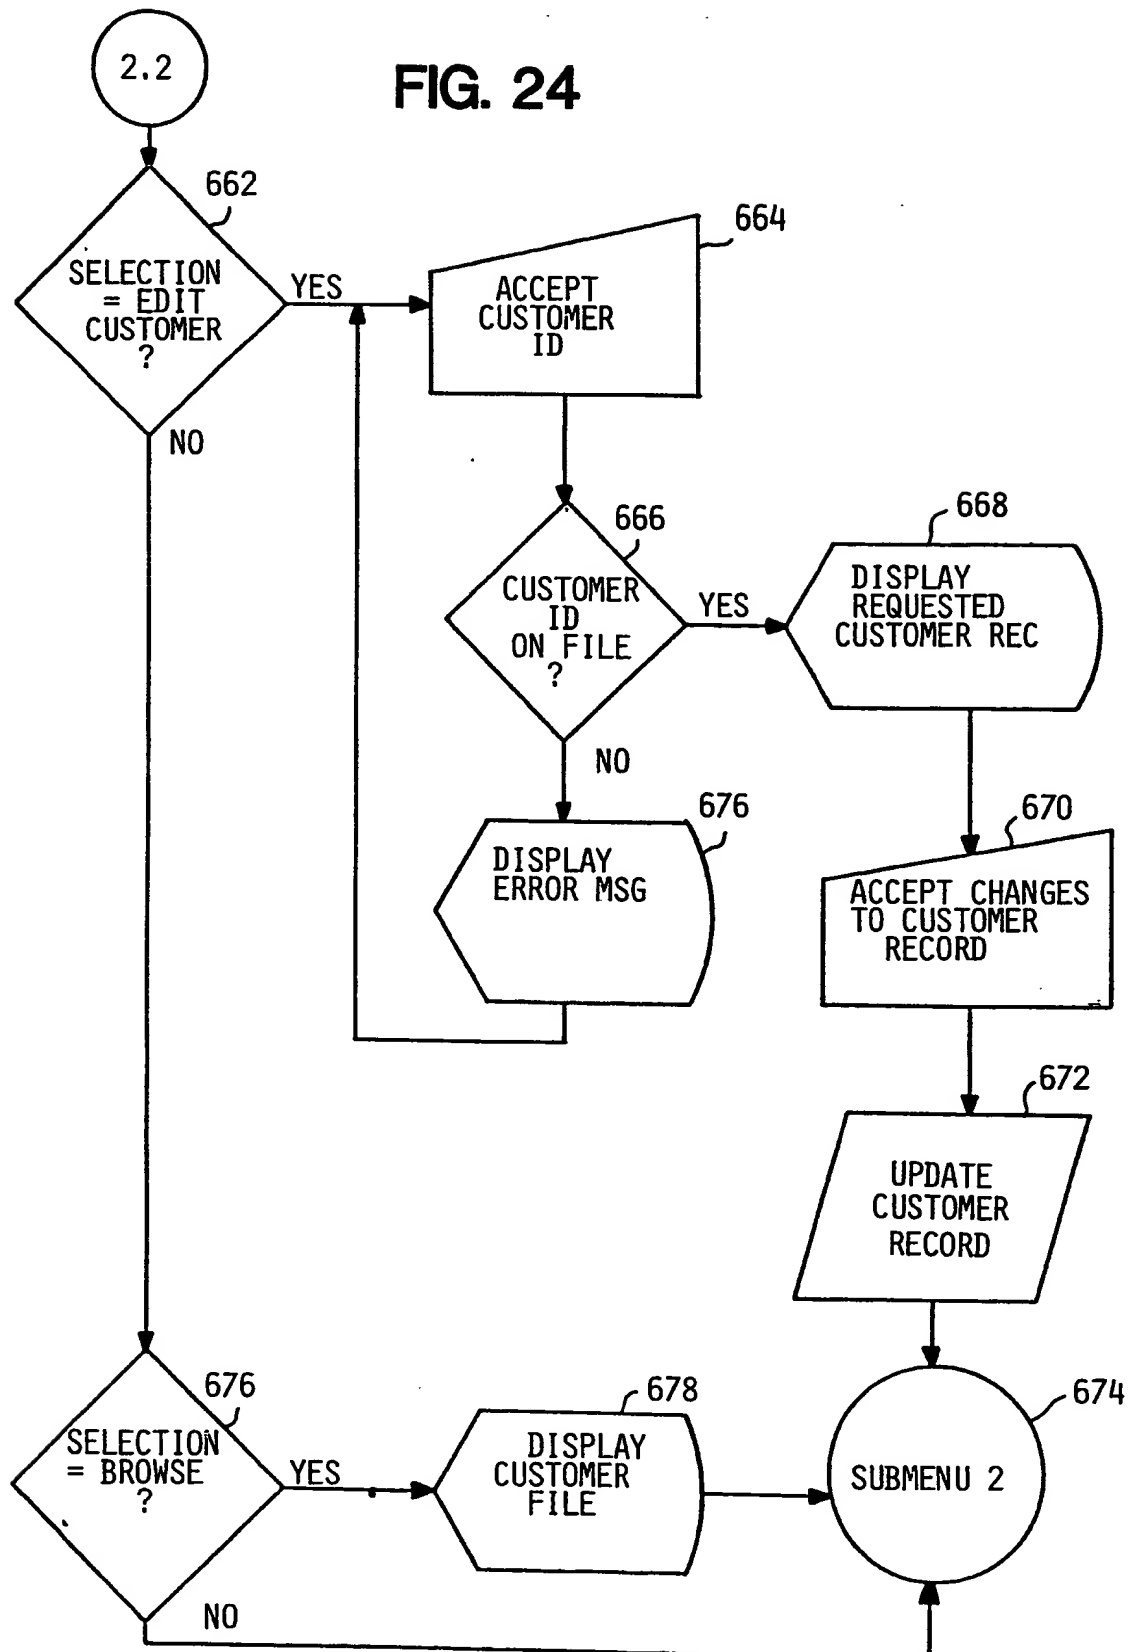 2.2
FIG. 24
662
SELECTION
= EDIT
CUSTOMER
?
YES
NO
664
ACCEPT
CUSTOMER
ID
666
CUSTOMER
ID
ON FILE
?
YES
NO
668
DISPLAY
REQUESTED
CUSTOMER REC
676
DISPLAY
ERROR MSG
670
ACCEPT CHANGES
TO CUSTOMER
RECORD
672
UPDATE
CUSTOMER
RECORD
676
SELECTION
= BROWSE
?
YES
NO
678
DISPLAY
CUSTOMER
FILE
674
SUBMENU 2